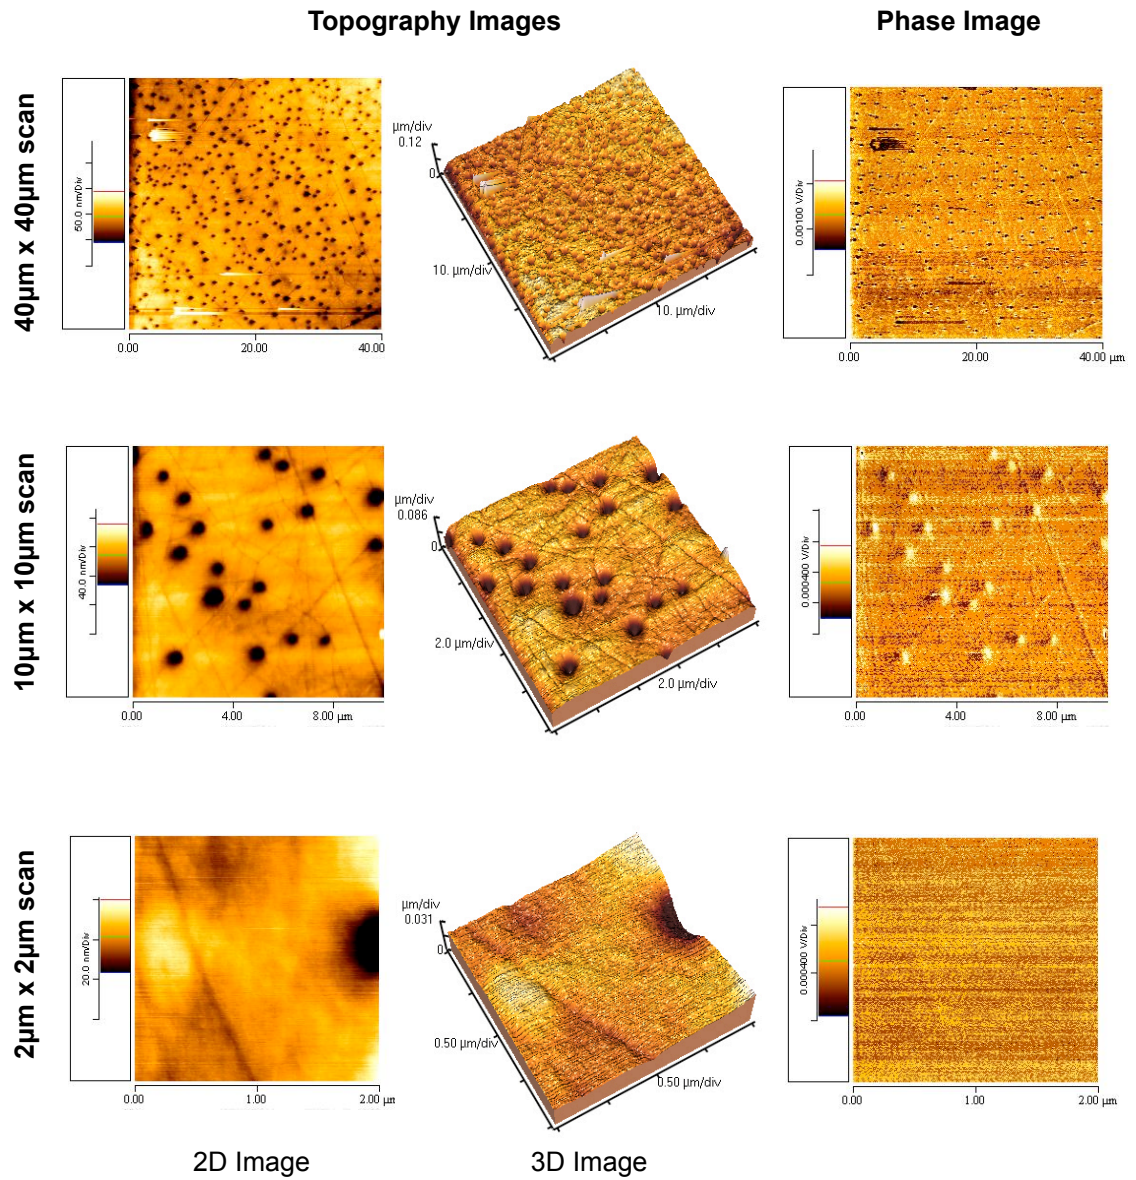 Topography Images
Phase Image
40µm x 40µm scan
50.0 nm/Div
0.00
20.00
40.00
µm/div
0.12
0
10. µm/div
10. µm/div
0.00100 V/Div
0.00
20.00
40.00 µm
10µm x 10µm scan
40.0 nm/Div
0.00
4.00
8.00 µm
µm/div
0.086
0
2.0 µm/div
2.0 µm/div
0.000400 V/Div
0.00
4.00
8.00 µm
2µm x 2µm scan
20.0 nm/Div
0.00
1.00
2.00 µm
µm/div
0.031
0
0.50 µm/div
0.50 µm/div
0.000400 V/Div
0.00
1.00
2.00 µm
2D Image
3D Image